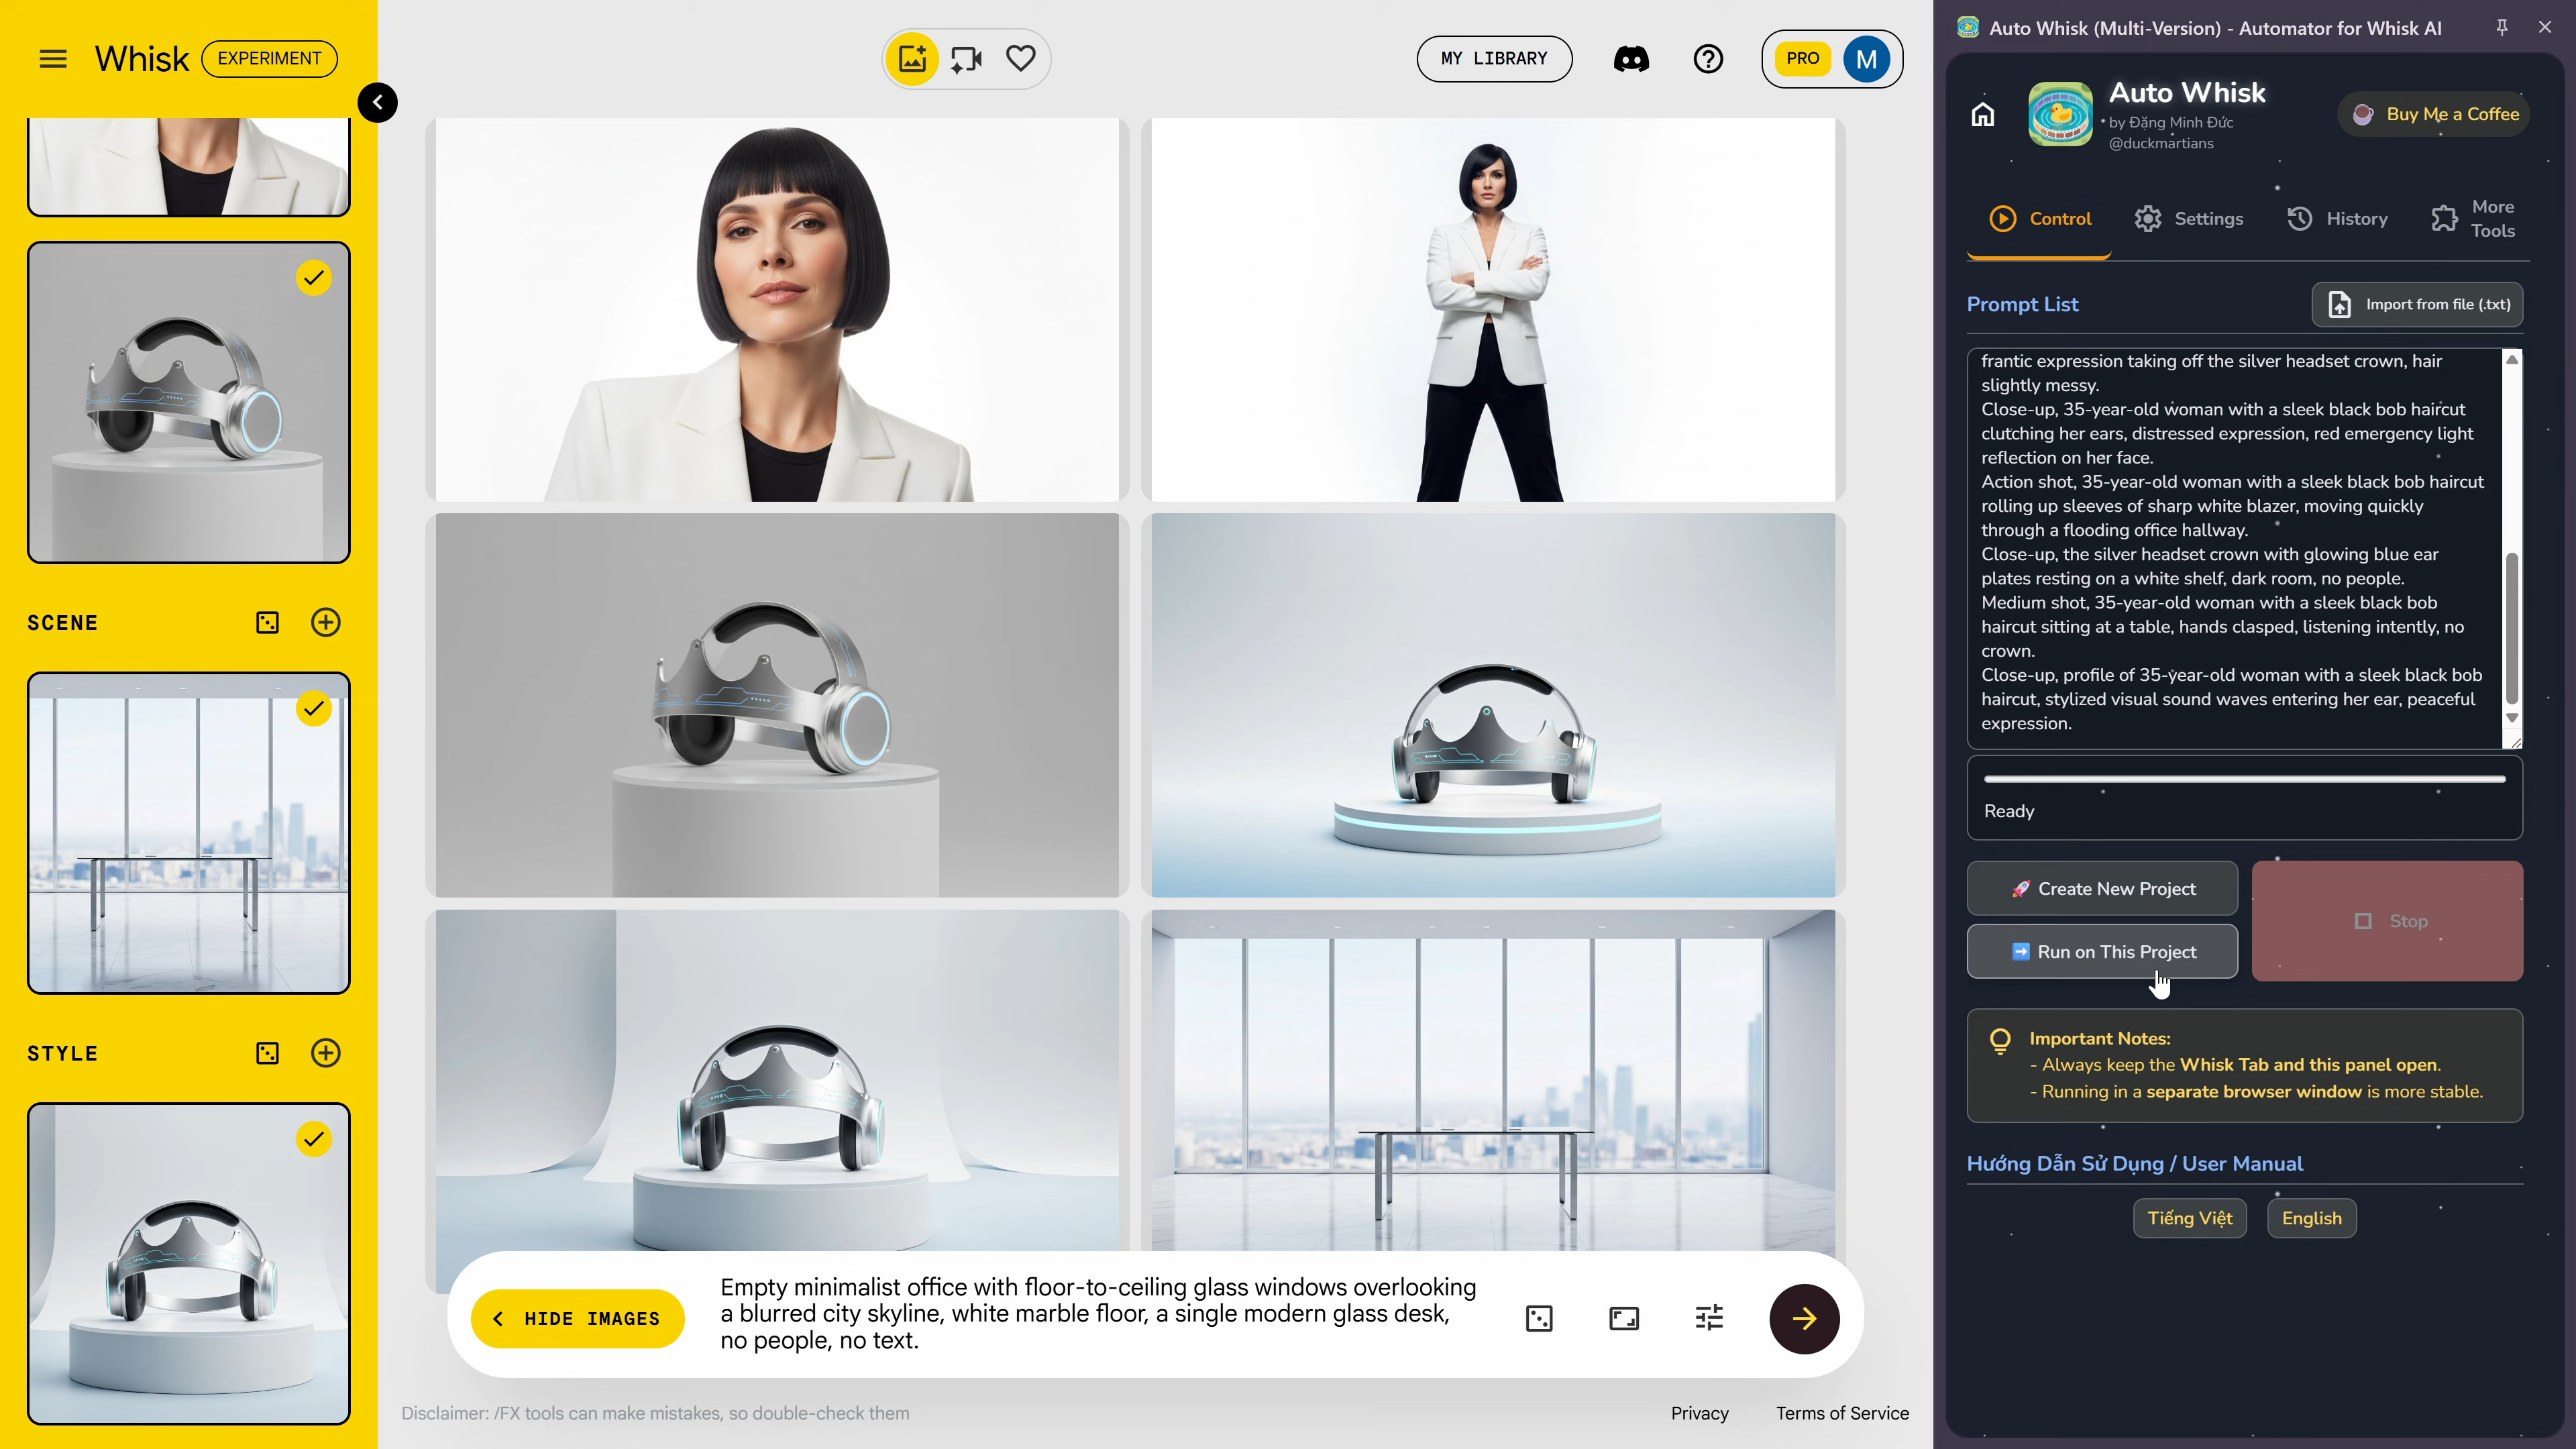 Whisk
EXPERIMENT
SCENE
STYLE
MY LIBRARY
PRO
M
HIDE IMAGES
Empty minimalist office with floor-to-ceiling glass windows overlooking
a blurred city skyline, white marble floor, a single modern glass desk,
no people, no text.
Disclaimer: /FX tools can make mistakes, so double-check them
Privacy
Terms of Service
Auto Whisk (Multi-Version) - Automator for Whisk AI
Auto Whisk
by Đặng Minh Đức
@duckmartians
Buy Me a Coffee
Control
Settings
History
More
Tools
Prompt List
Import from file (.txt)
frantic expression taking off the silver headset crown, hair
slightly messy.
Close-up, 35-year-old woman with a sleek black bob haircut
clutching her ears, distressed expression, red emergency light
reflection on her face.
Action shot, 35-year-old woman with a sleek black bob haircut
rolling up sleeves of sharp white blazer, moving quickly
through a flooding office hallway.
Close-up, the silver headset crown with glowing blue ear
plates resting on a white shelf, dark room, no people.
Medium shot, 35-year-old woman with a sleek black bob
haircut sitting at a table, hands clasped, listening intently, no
crown.
Close-up, profile of 35-year-old woman with a sleek black bob
haircut, stylized visual sound waves entering her ear, peaceful
expression.
Ready
Create New Project
Run on This Project
Stop
Important Notes:
- Always keep the Whisk Tab and this panel open.
- Running in a separate browser window is more stable.
Hướng Dẫn Sử Dụng / User Manual
Tiếng Việt
English